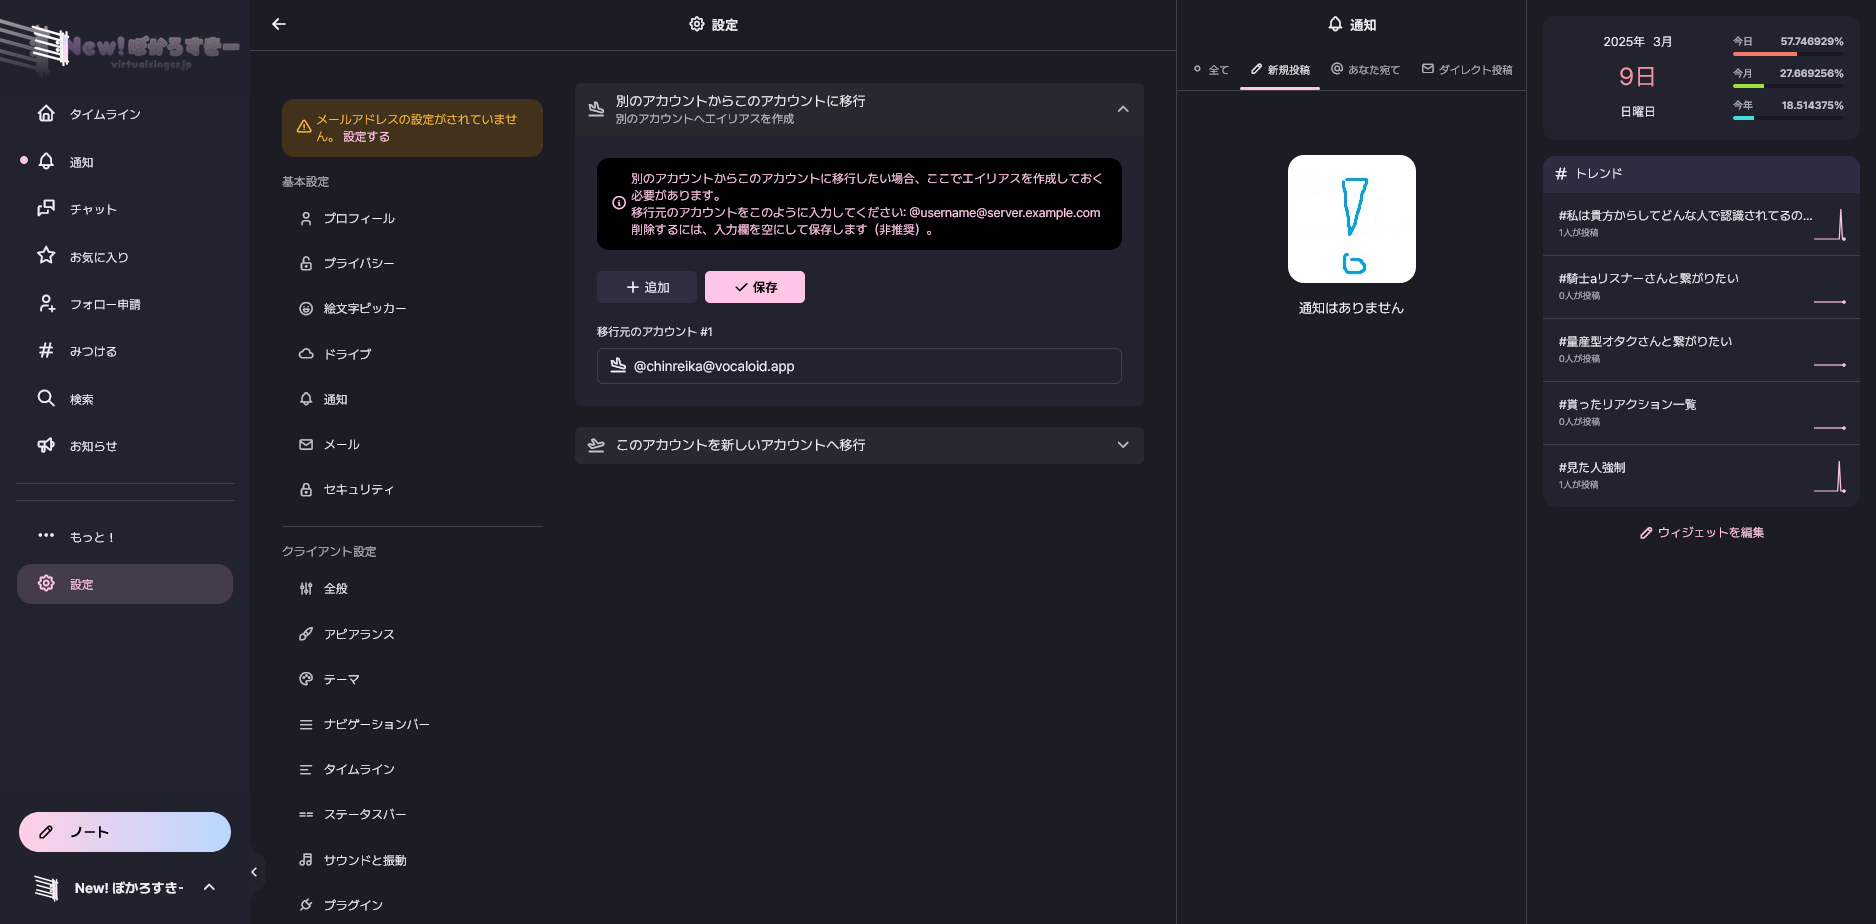 New!ぼかろすきー
virtualsinger.jp
タイムライン
通知
チャット
お気に入り
フォロー申請
みつける
検索
お知らせ
もっと！
設定
ノート
New! ぼかろすきー
設定
メールアドレスの設定がされていませ
ん。 設定する
基本設定
プロフィール
プライバシー
絵文字ピッカー
ドライブ
通知
メール
セキュリティ
クライアント設定
全般
アピアランス
テーマ
ナビゲーションバー
タイムライン
ステータスバー
サウンドと振動
プラグイン
別のアカウントからこのアカウントに移行
別のアカウントへエイリアスを作成
別のアカウントからこのアカウントに移行したい場合、ここでエイリアスを作成しておく
必要があります。
移行元のアカウントをこのように入力してください: @username@server.example.com
削除するには、入力欄を空にして保存します（非推奨）。
追加
保存
移行元のアカウント #1
@chinreika@vocaloid.app
このアカウントを新しいアカウントへ移行
通知
全て
新規投稿
あなた宛て
ダイレクト投稿
通知はありません
2025年 3月
9日
日曜日
今日 57.746929%
今月 27.669256%
今年 18.514375%
トレンド
#私は貴方からしてどんな人で認識されてるの...
1人が投稿
#騎士aリスナーさんと繋がりたい
0人が投稿
#量産型オタクさんと繋がりたい
0人が投稿
#貰ったリアクション一覧
0人が投稿
#見た人強制
1人が投稿
ウィジェットを編集